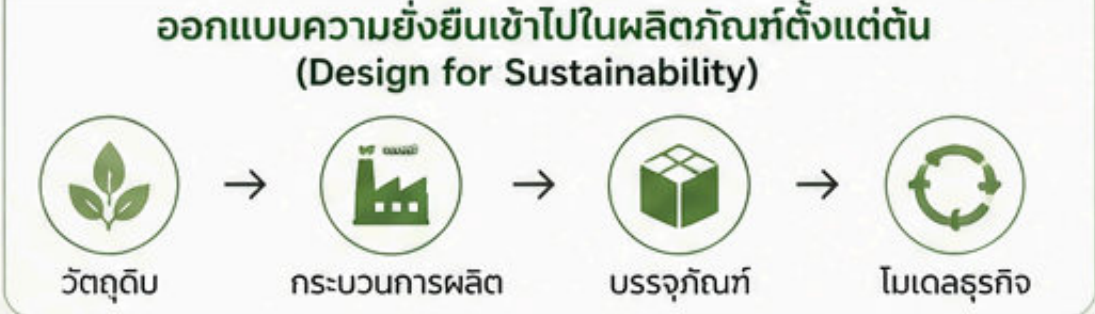 ออกแบบความยั่งยืนเข้าไปในผลิตภัณฑ์ตั้งแต่ต้น
(Design for Sustainability)
วัตถุดิบ → กระบวนการผลิต → บรรจุภัณฑ์ → โมเดลธุรกิจ